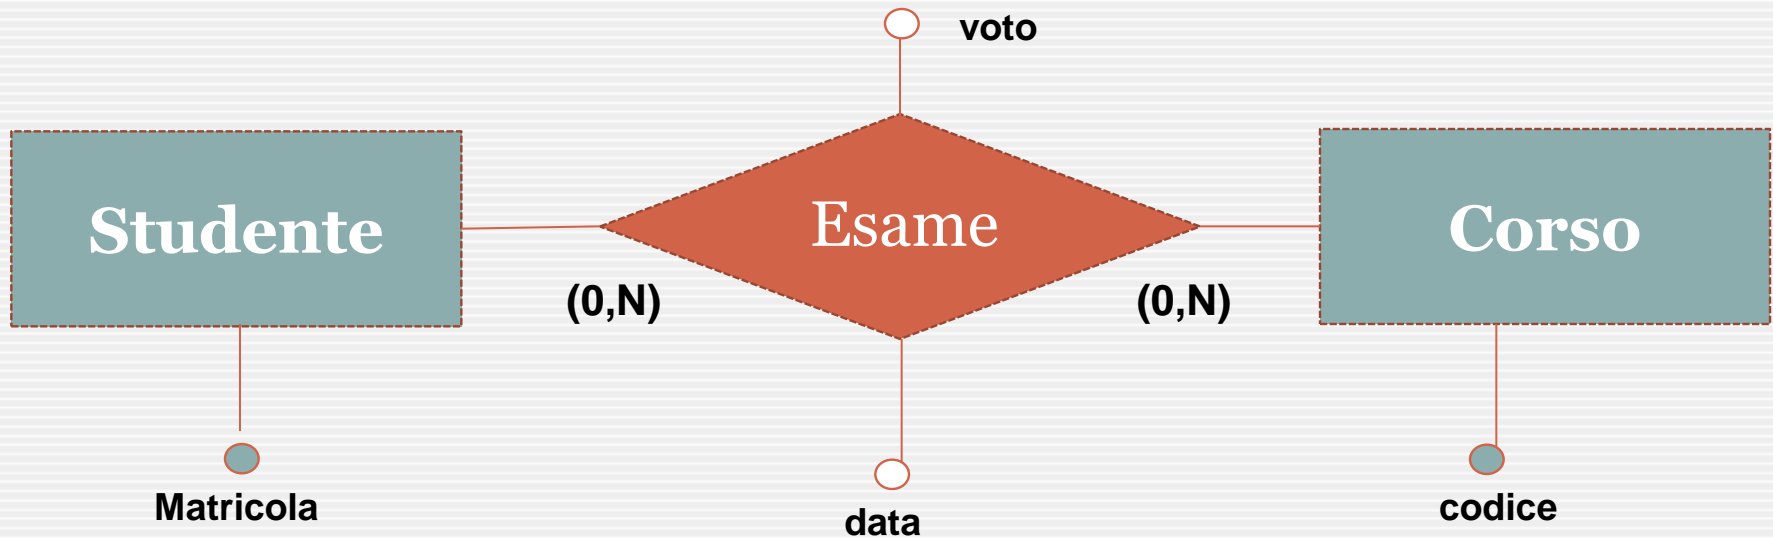 voto
Studente
Esame
Corso
(0,N)
(0,N)
Matricola
data
codice